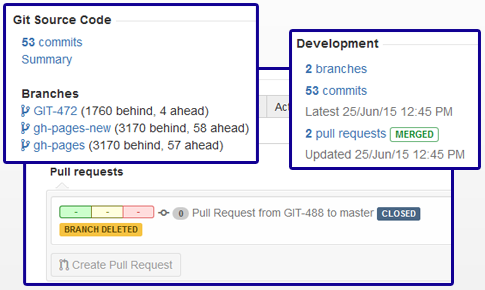 Git Source Code
53 commits
Summary
Branches
GIT-472 (1760 behind, 4 ahead)
gh-pages-new (3170 behind, 58 ahead)
gh-pages (3170 behind, 57 ahead)
Development
2 branches
53 commits
Latest 25/Jun/15 12:45 PM
2 pull requests MERGED
Updated 25/Jun/15 12:45 PM
Act
Pull requests
- - - 0 Pull Request from GIT-488 to master CLOSED
BRANCH DELETED
Create Pull Request